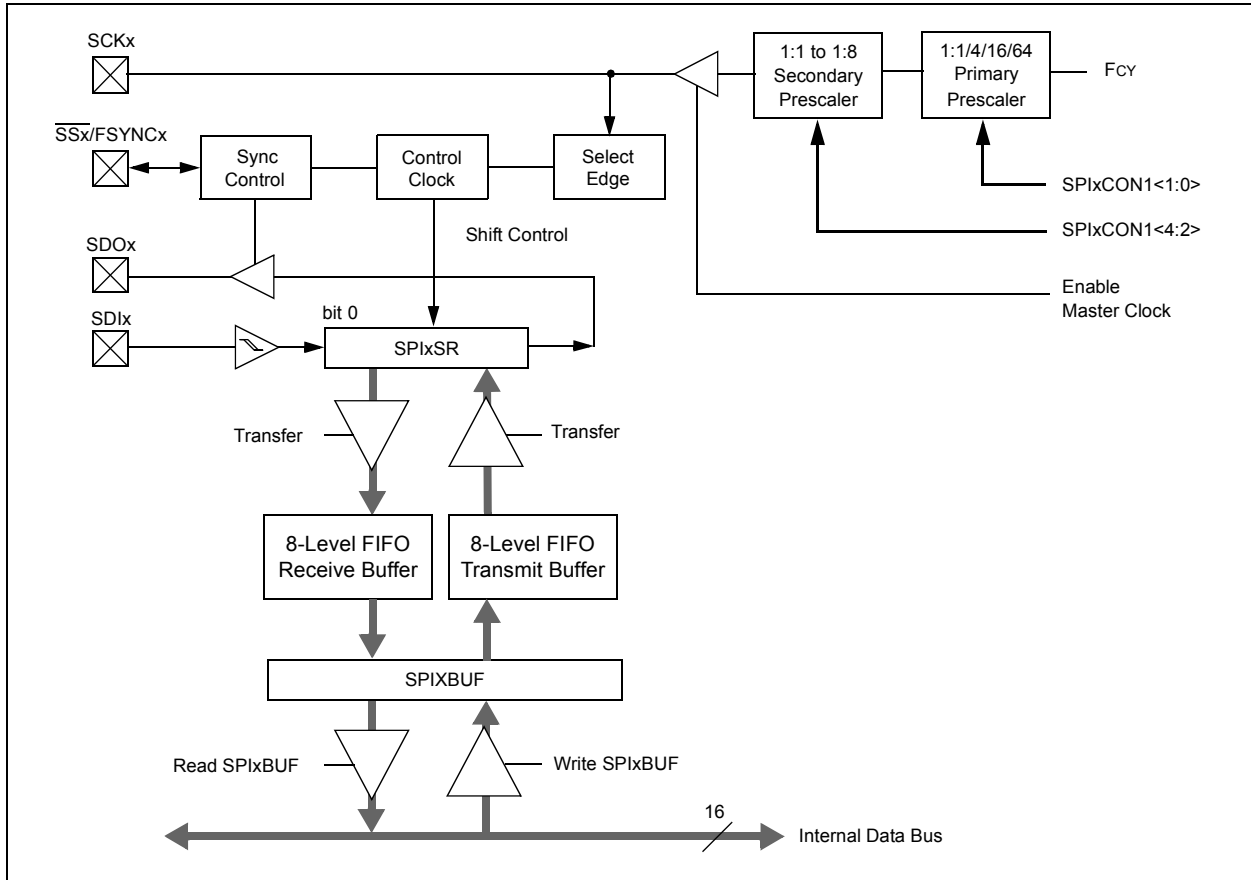 SCKx
1:1 to 1:8
Secondary
Prescaler
1:1/4/16/64
Primary
Prescaler
FCY
SSx/FSYNCx
Sync
Control
Control
Clock
Select
Edge
SPIxCON1<1:0>
SPIxCON1<4:2>
Shift Control
SDOx
Enable
Master Clock
bit 0
SDIx
SPIxSR
Transfer
Transfer
8-Level FIFO
Receive Buffer
8-Level FIFO
Transmit Buffer
SPIXBUF
Read SPIxBUF
Write SPIxBUF
16
Internal Data Bus